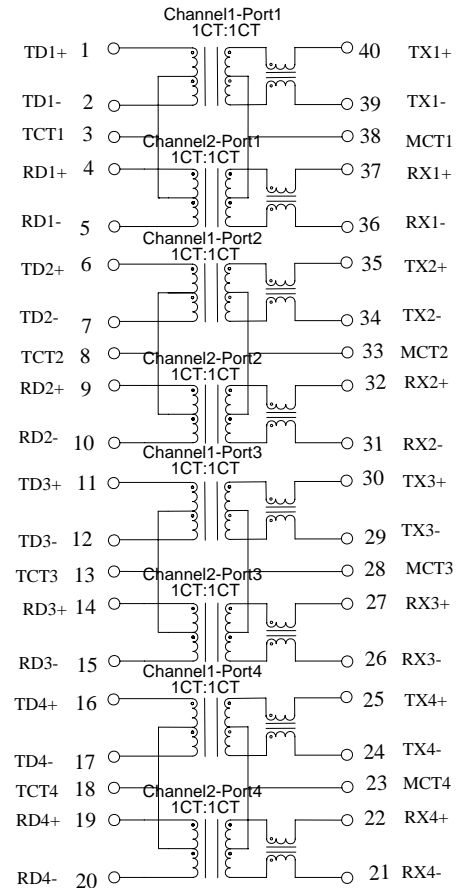 Channel1-Port1
1CT:1CT
TD1+ 1 40 TX1+
TD1- 2 39 TX1-
TCT1 3 38 MCT1
Channel2-Port1
1CT:1CT
RD1+ 4 37 RX1+
RD1- 5 36 RX1-
Channel1-Port2
1CT:1CT
TD2+ 6 35 TX2+
TD2- 7 34 TX2-
TCT2 8 33 MCT2
Channel2-Port2
1CT:1CT
RD2+ 9 32 RX2+
RD2- 10 31 RX2-
Channel1-Port3
1CT:1CT
TD3+ 11 30 TX3+
TD3- 12 29 TX3-
TCT3 13 28 MCT3
Channel2-Port3
1CT:1CT
RD3+ 14 27 RX3+
RD3- 15 26 RX3-
Channel1-Port4
1CT:1CT
TD4+ 16 25 TX4+
TD4- 17 24 TX4-
TCT4 18 23 MCT4
Channel2-Port4
1CT:1CT
RD4+ 19 22 RX4+
RD4- 20 21 RX4-